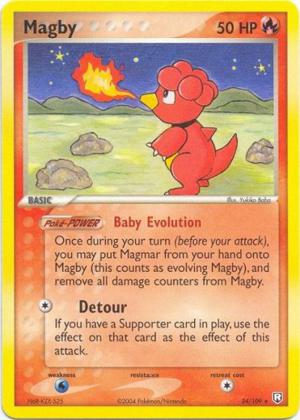 Magby 50 HP
Illus. Yukiko Baba
BASIC
Poké-POWER Baby Evolution
Once during your turn (before your attack),
you may put Magmar from your hand onto
Magby (this counts as evolving Magby), and
remove all damage counters from Magby.
Detour
If you have a Supporter card in play, use the
effect on that card as the effect of this
attack.
weakness resistance retreat cost
©2004 Pokémon/Nintendo 24/109
R